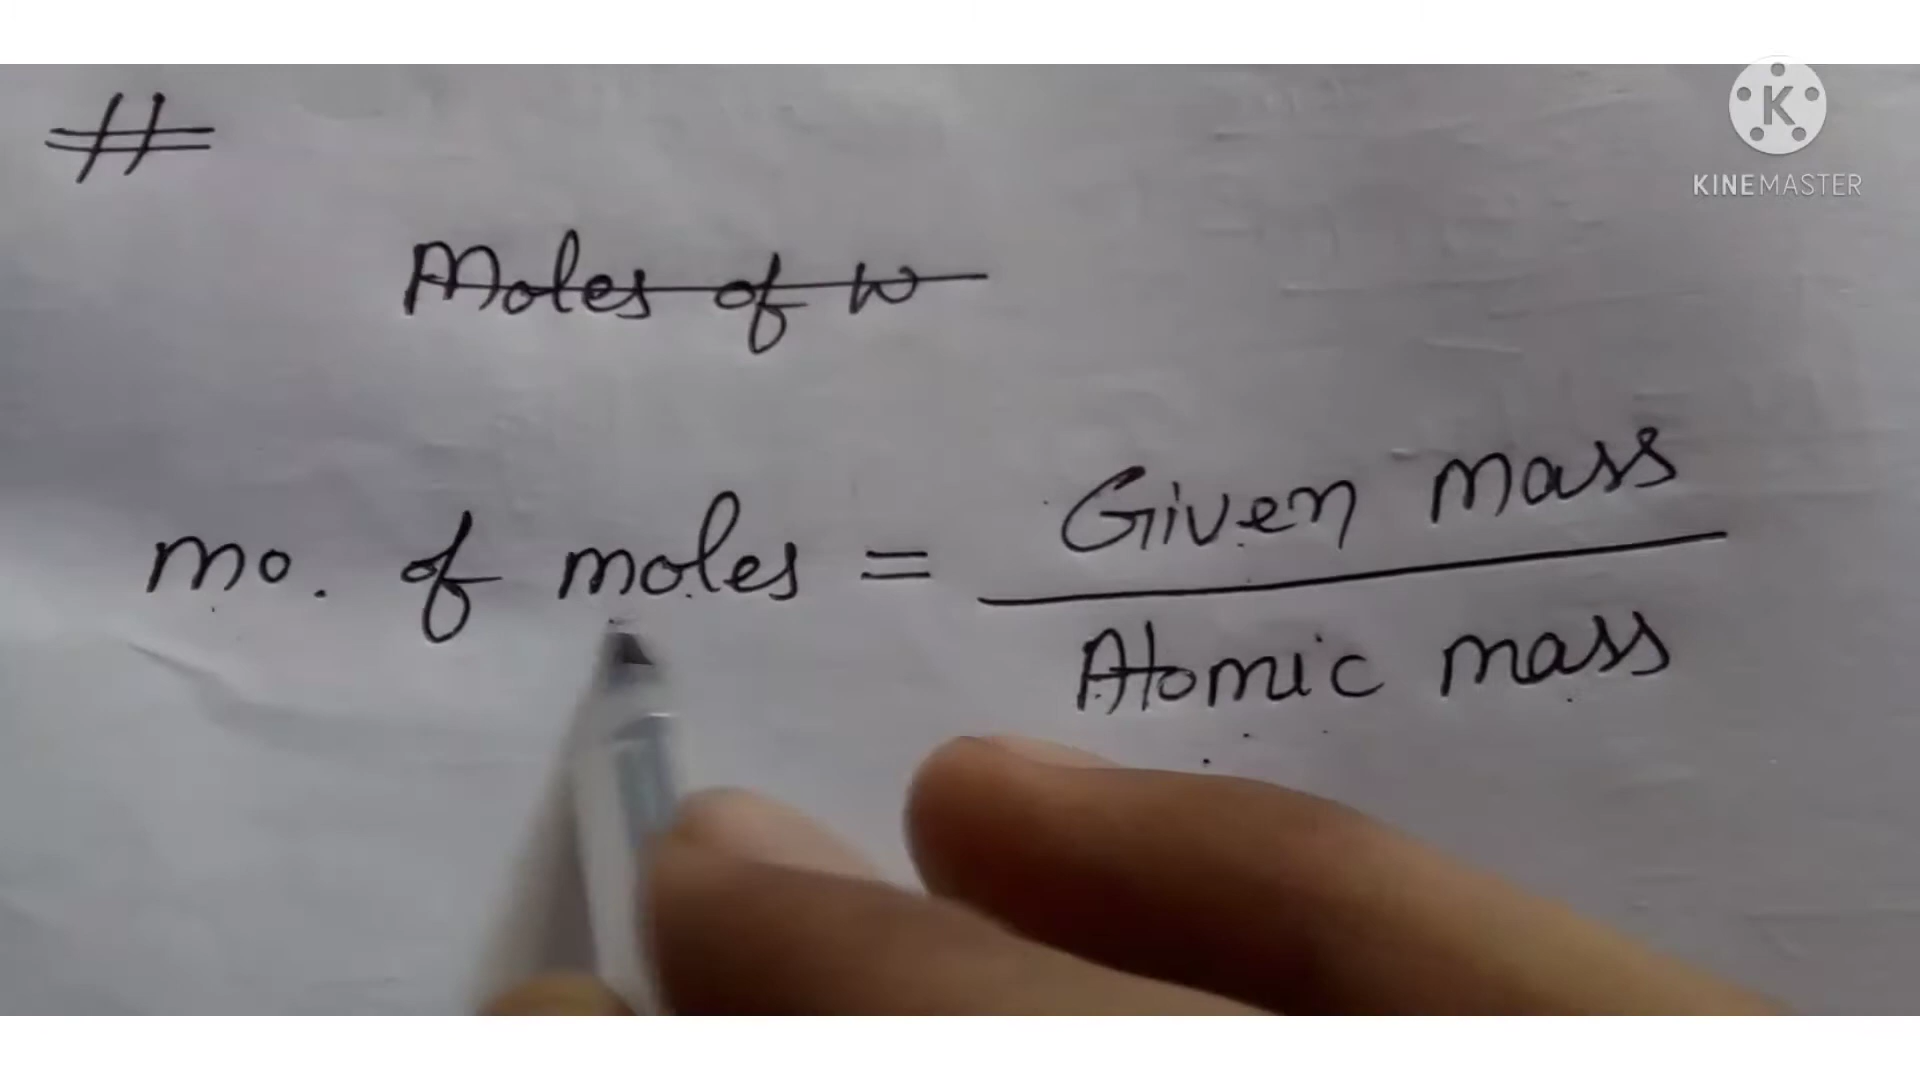 #
KINEMASTER
Moles of w
no. of moles = Given mass / Atomic mass